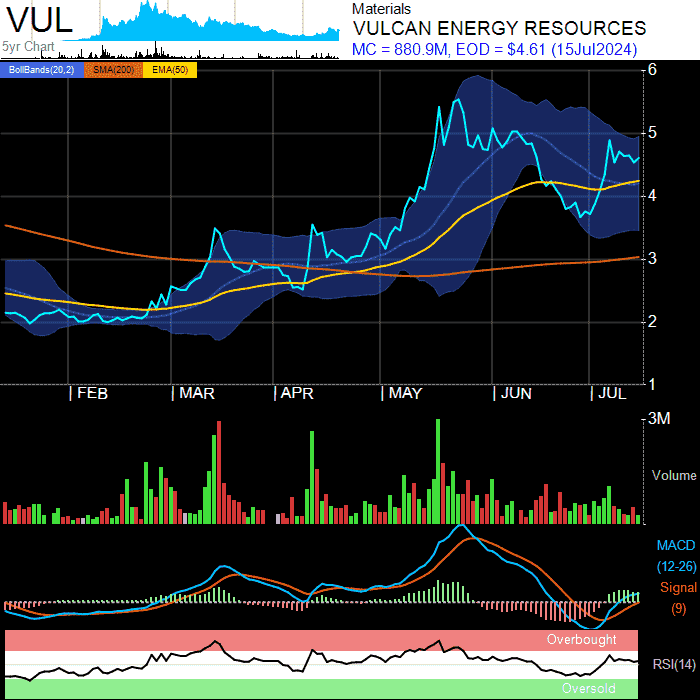 VUL
5yr Chart
Materials
VULCAN ENERGY RESOURCES
MC = 880.9M, EOD = $4.61 (15Jul2024)
BollBands(20,2) SMA(200) EMA(50)
6
5
4
3
2
1
FEB MAR APR MAY JUN JUL
3M
Volume
MACD
(12-26)
Signal
(9)
Overbought
RSI(14)
Oversold